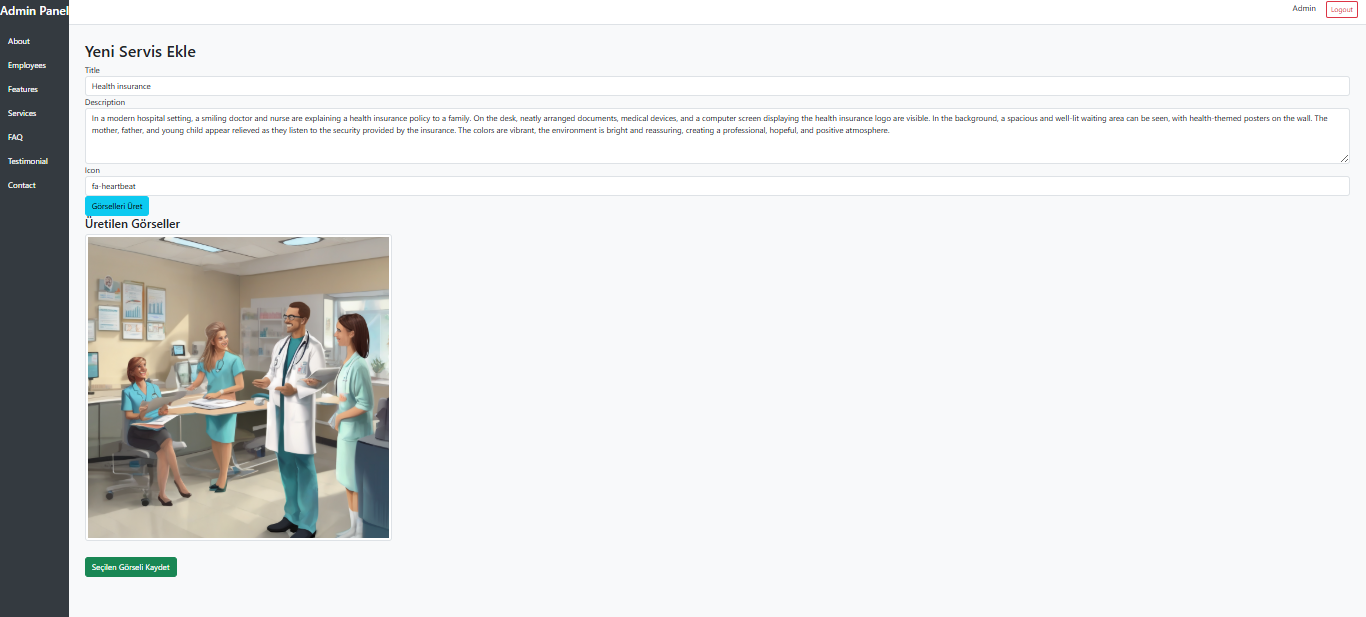 Admin Panel
Admin
Logout
About
Employees
Features
Services
FAQ
Testimonial
Contact
Yeni Servis Ekle
Title
Health insurance
Description
In a modern hospital setting, a smiling doctor and nurse are explaining a health insurance policy to a family. On the desk, neatly arranged documents, medical devices, and a computer screen displaying the health insurance logo are visible. In the background, a spacious and well-lit waiting area can be seen, with health-themed posters on the wall. The
mother, father, and young child appear relieved as they listen to the security provided by the insurance. The colors are vibrant, the environment is bright and reassuring, creating a professional, hopeful, and positive atmosphere.
Icon
fa-heartbeat
Görselleri Üret
Üretilen Görseller
Seçilen Görseli Kaydet